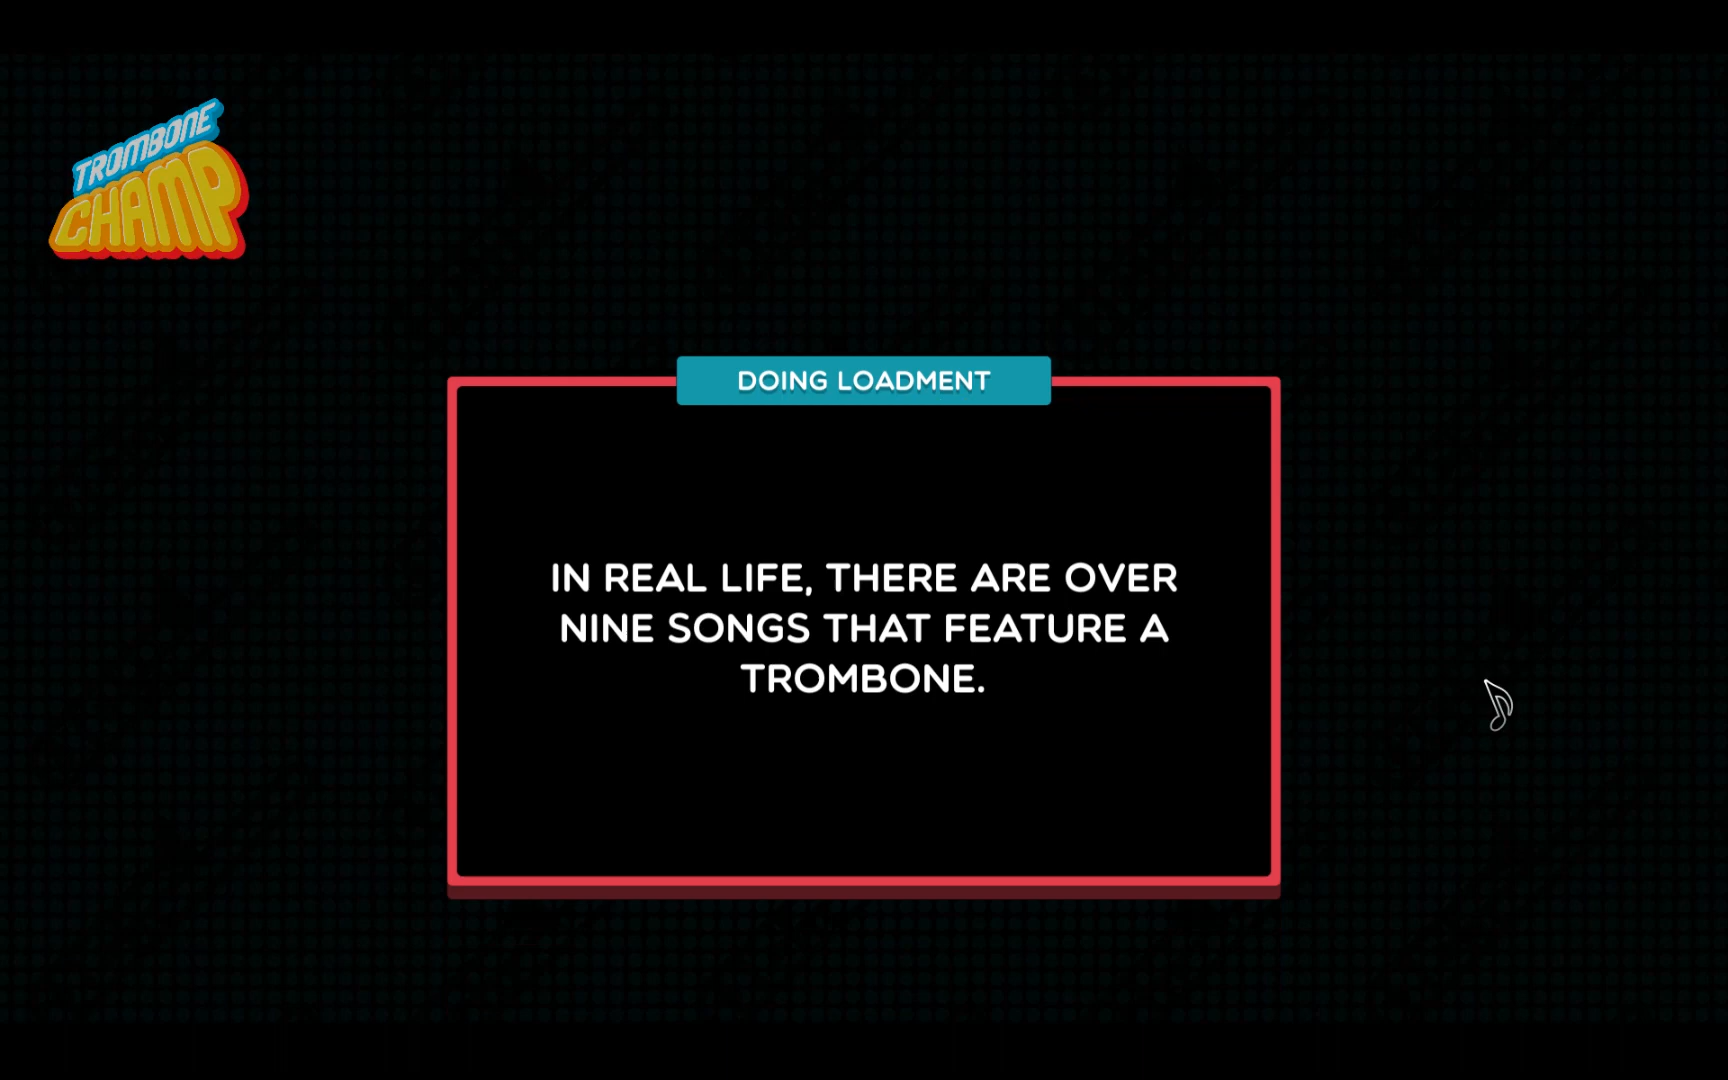 TROMBONE
CHAMP
DOING LOADMENT
IN REAL LIFE, THERE ARE OVER
NINE SONGS THAT FEATURE A
TROMBONE.